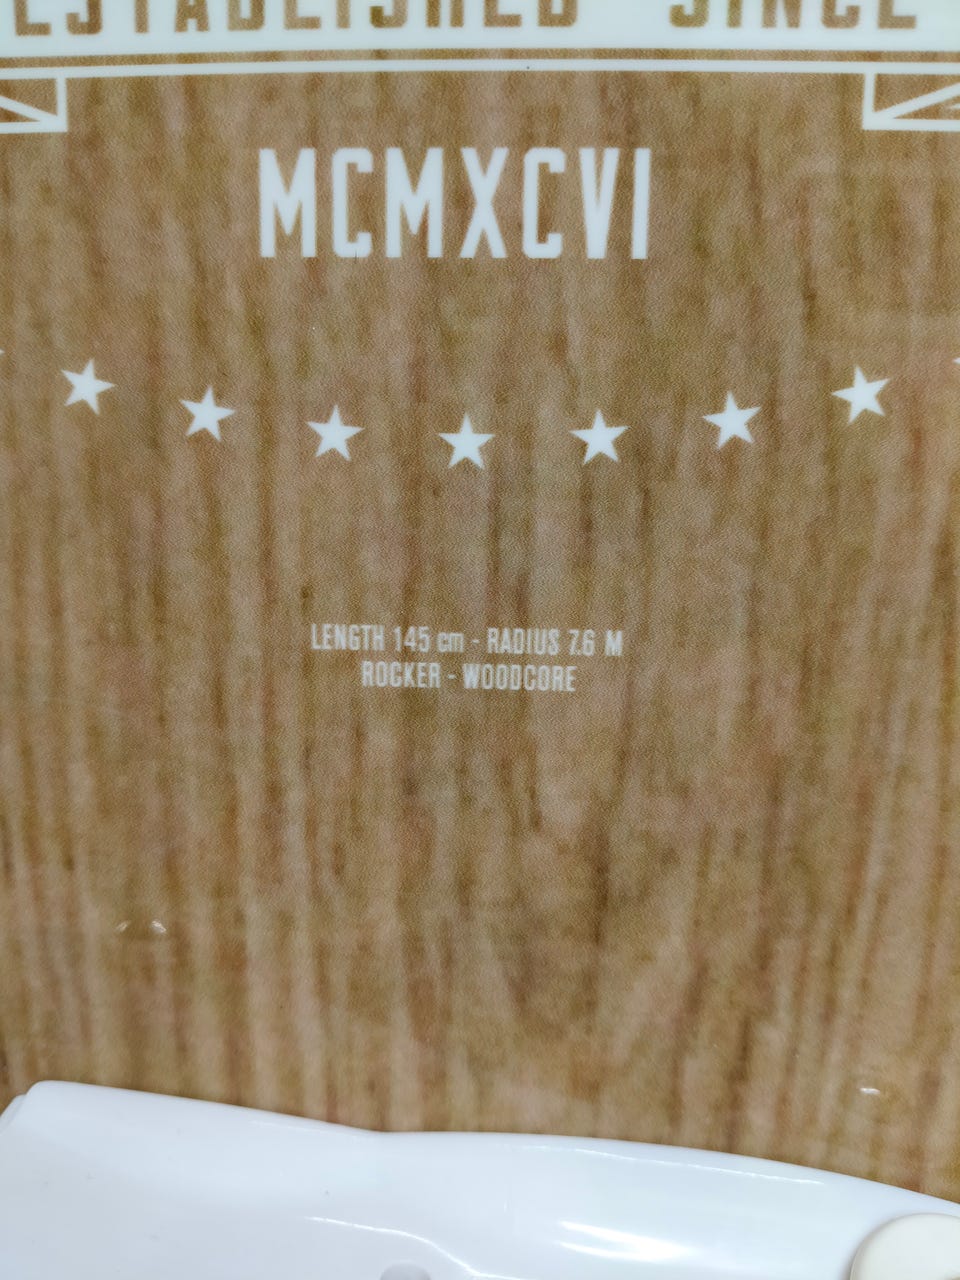 ESTABLISHED SINCE
MCMXCVI
LENGTH 145 cm - RADIUS 7.6 M
ROCKER - WOODCORE